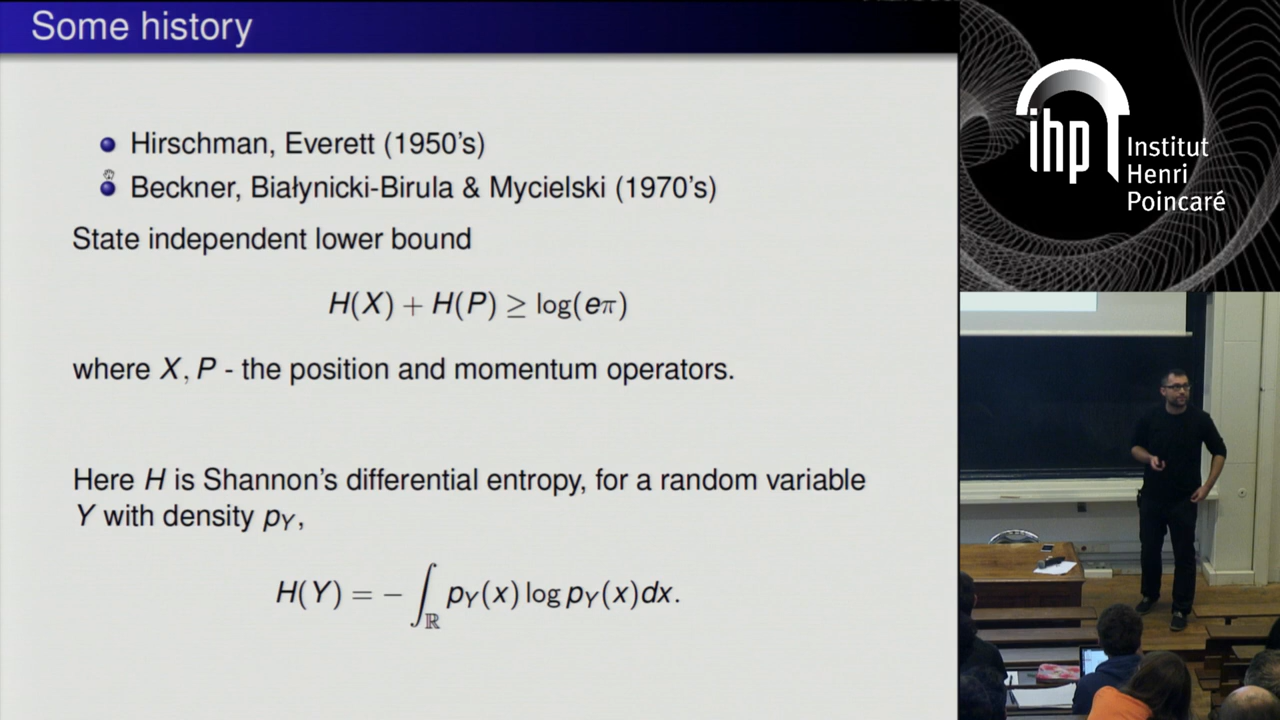 Some history
Hirschman, Everett (1950's)
Beckner, Białynicki-Birula & Mycielski (1970's)
State independent lower bound
H(X) + H(P) ≥ log(eπ)
where X, P - the position and momentum operators.
Here H is Shannon's differential entropy, for a random variable
Y with density p_Y,
H(Y) = − ∫_ℝ p_Y(x) log p_Y(x)dx.
ihp
Institut
Henri
Poincaré